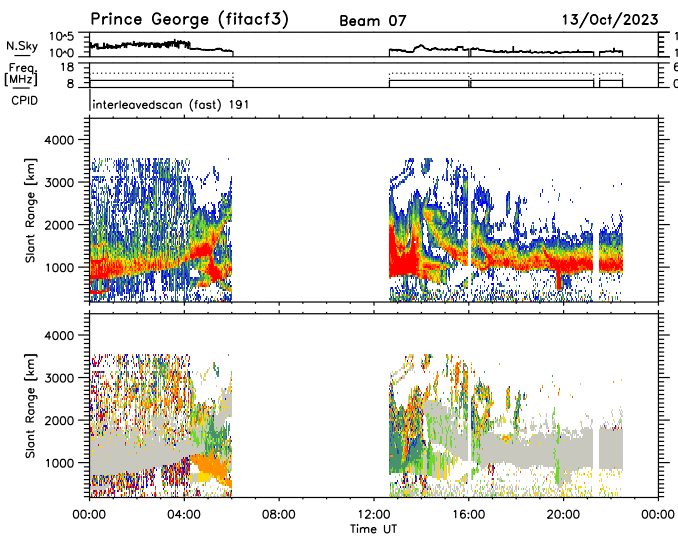 Prince George (fitacf3) Beam 07 13/Oct/2023
N.Sky 10^5 10^0
Freq. [MHz] 18 8
CPID interleavedscan (fast) 191
Slant Range [km] 4000 3000 2000 1000
Slant Range [km] 4000 3000 2000 1000
00:00 04:00 08:00 12:00 16:00 20:00 00:00
Time UT